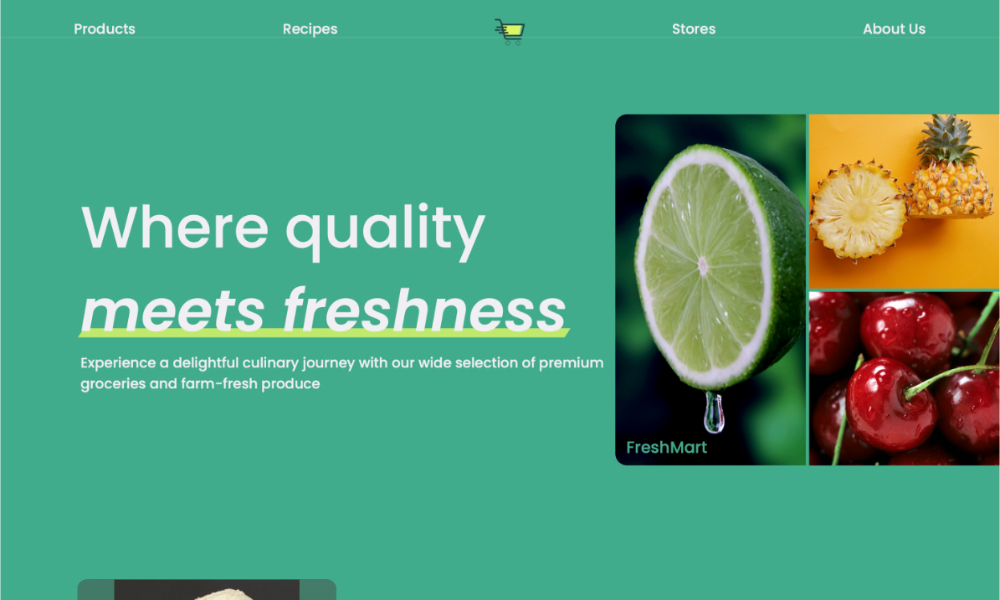 Products
Recipes
Stores
About Us
Where quality
meets freshness
Experience a delightful culinary journey with our wide selection of premium
groceries and farm-fresh produce
FreshMart